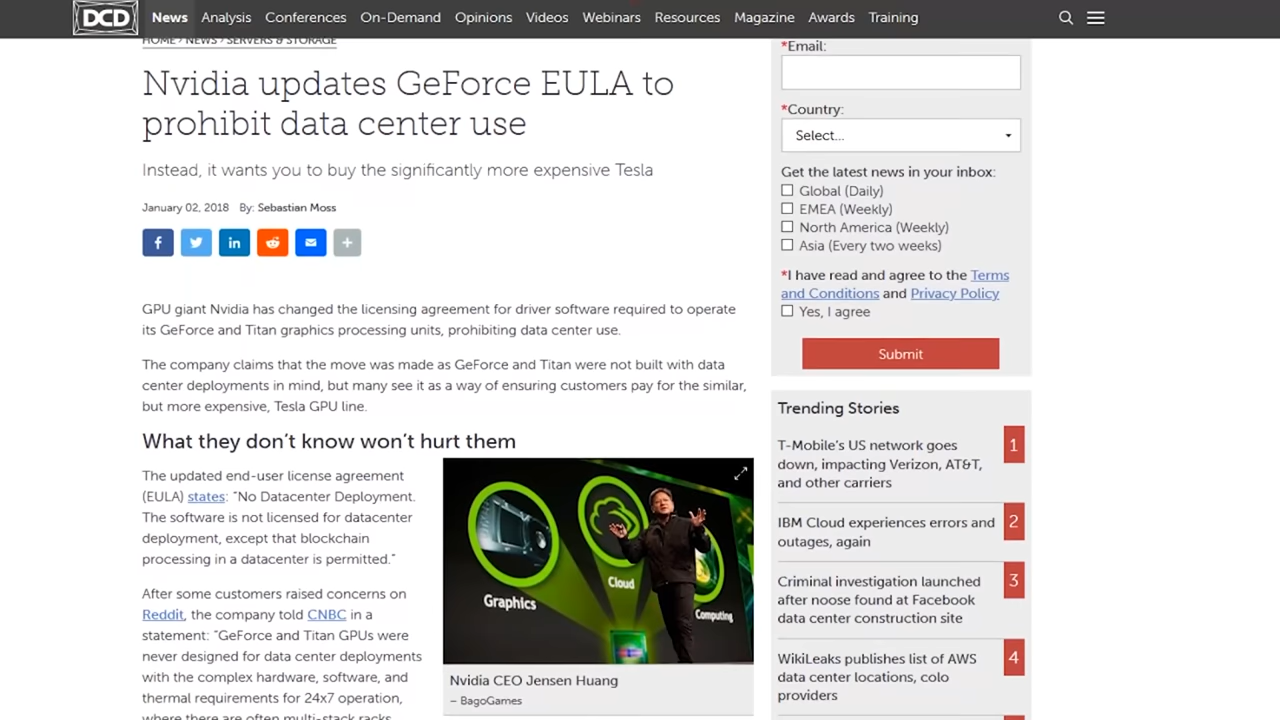 DCD
News Analysis Conferences On-Demand Opinions Videos Webinars Resources Magazine Awards Training
HOME > NEWS > SERVERS & STORAGE
Nvidia updates GeForce EULA to
prohibit data center use
Instead, it wants you to buy the significantly more expensive Tesla
January 02, 2018 By: Sebastian Moss
GPU giant Nvidia has changed the licensing agreement for driver software required to operate
its GeForce and Titan graphics processing units, prohibiting data center use.
The company claims that the move was made as GeForce and Titan were not built with data
center deployments in mind, but many see it as a way of ensuring customers pay for the similar,
but more expensive, Tesla GPU line.
What they don't know won't hurt them
The updated end-user license agreement
(EULA) states: "No Datacenter Deployment.
The software is not licensed for datacenter
deployment, except that blockchain
processing in a datacenter is permitted."
After some customers raised concerns on
Reddit, the company told CNBC in a
statement: "GeForce and Titan GPUs were
never designed for data center deployments
with the complex hardware, software, and
thermal requirements for 24x7 operation,
where there are often multi-stack racks
Graphics
Cloud
Computing
Nvidia CEO Jensen Huang
– BagoGames
*Email:
*Country:
Select...
Get the latest news in your inbox:
Global (Daily)
EMEA (Weekly)
North America (Weekly)
Asia (Every two weeks)
*I have read and agree to the Terms
and Conditions and Privacy Policy
Yes, I agree
Submit
Trending Stories
T-Mobile's US network goes
down, impacting Verizon, AT&T,
and other carriers
1
IBM Cloud experiences errors and
outages, again
2
Criminal investigation launched
after noose found at Facebook
data center construction site
3
WikiLeaks publishes list of AWS
data center locations, colo
providers
4